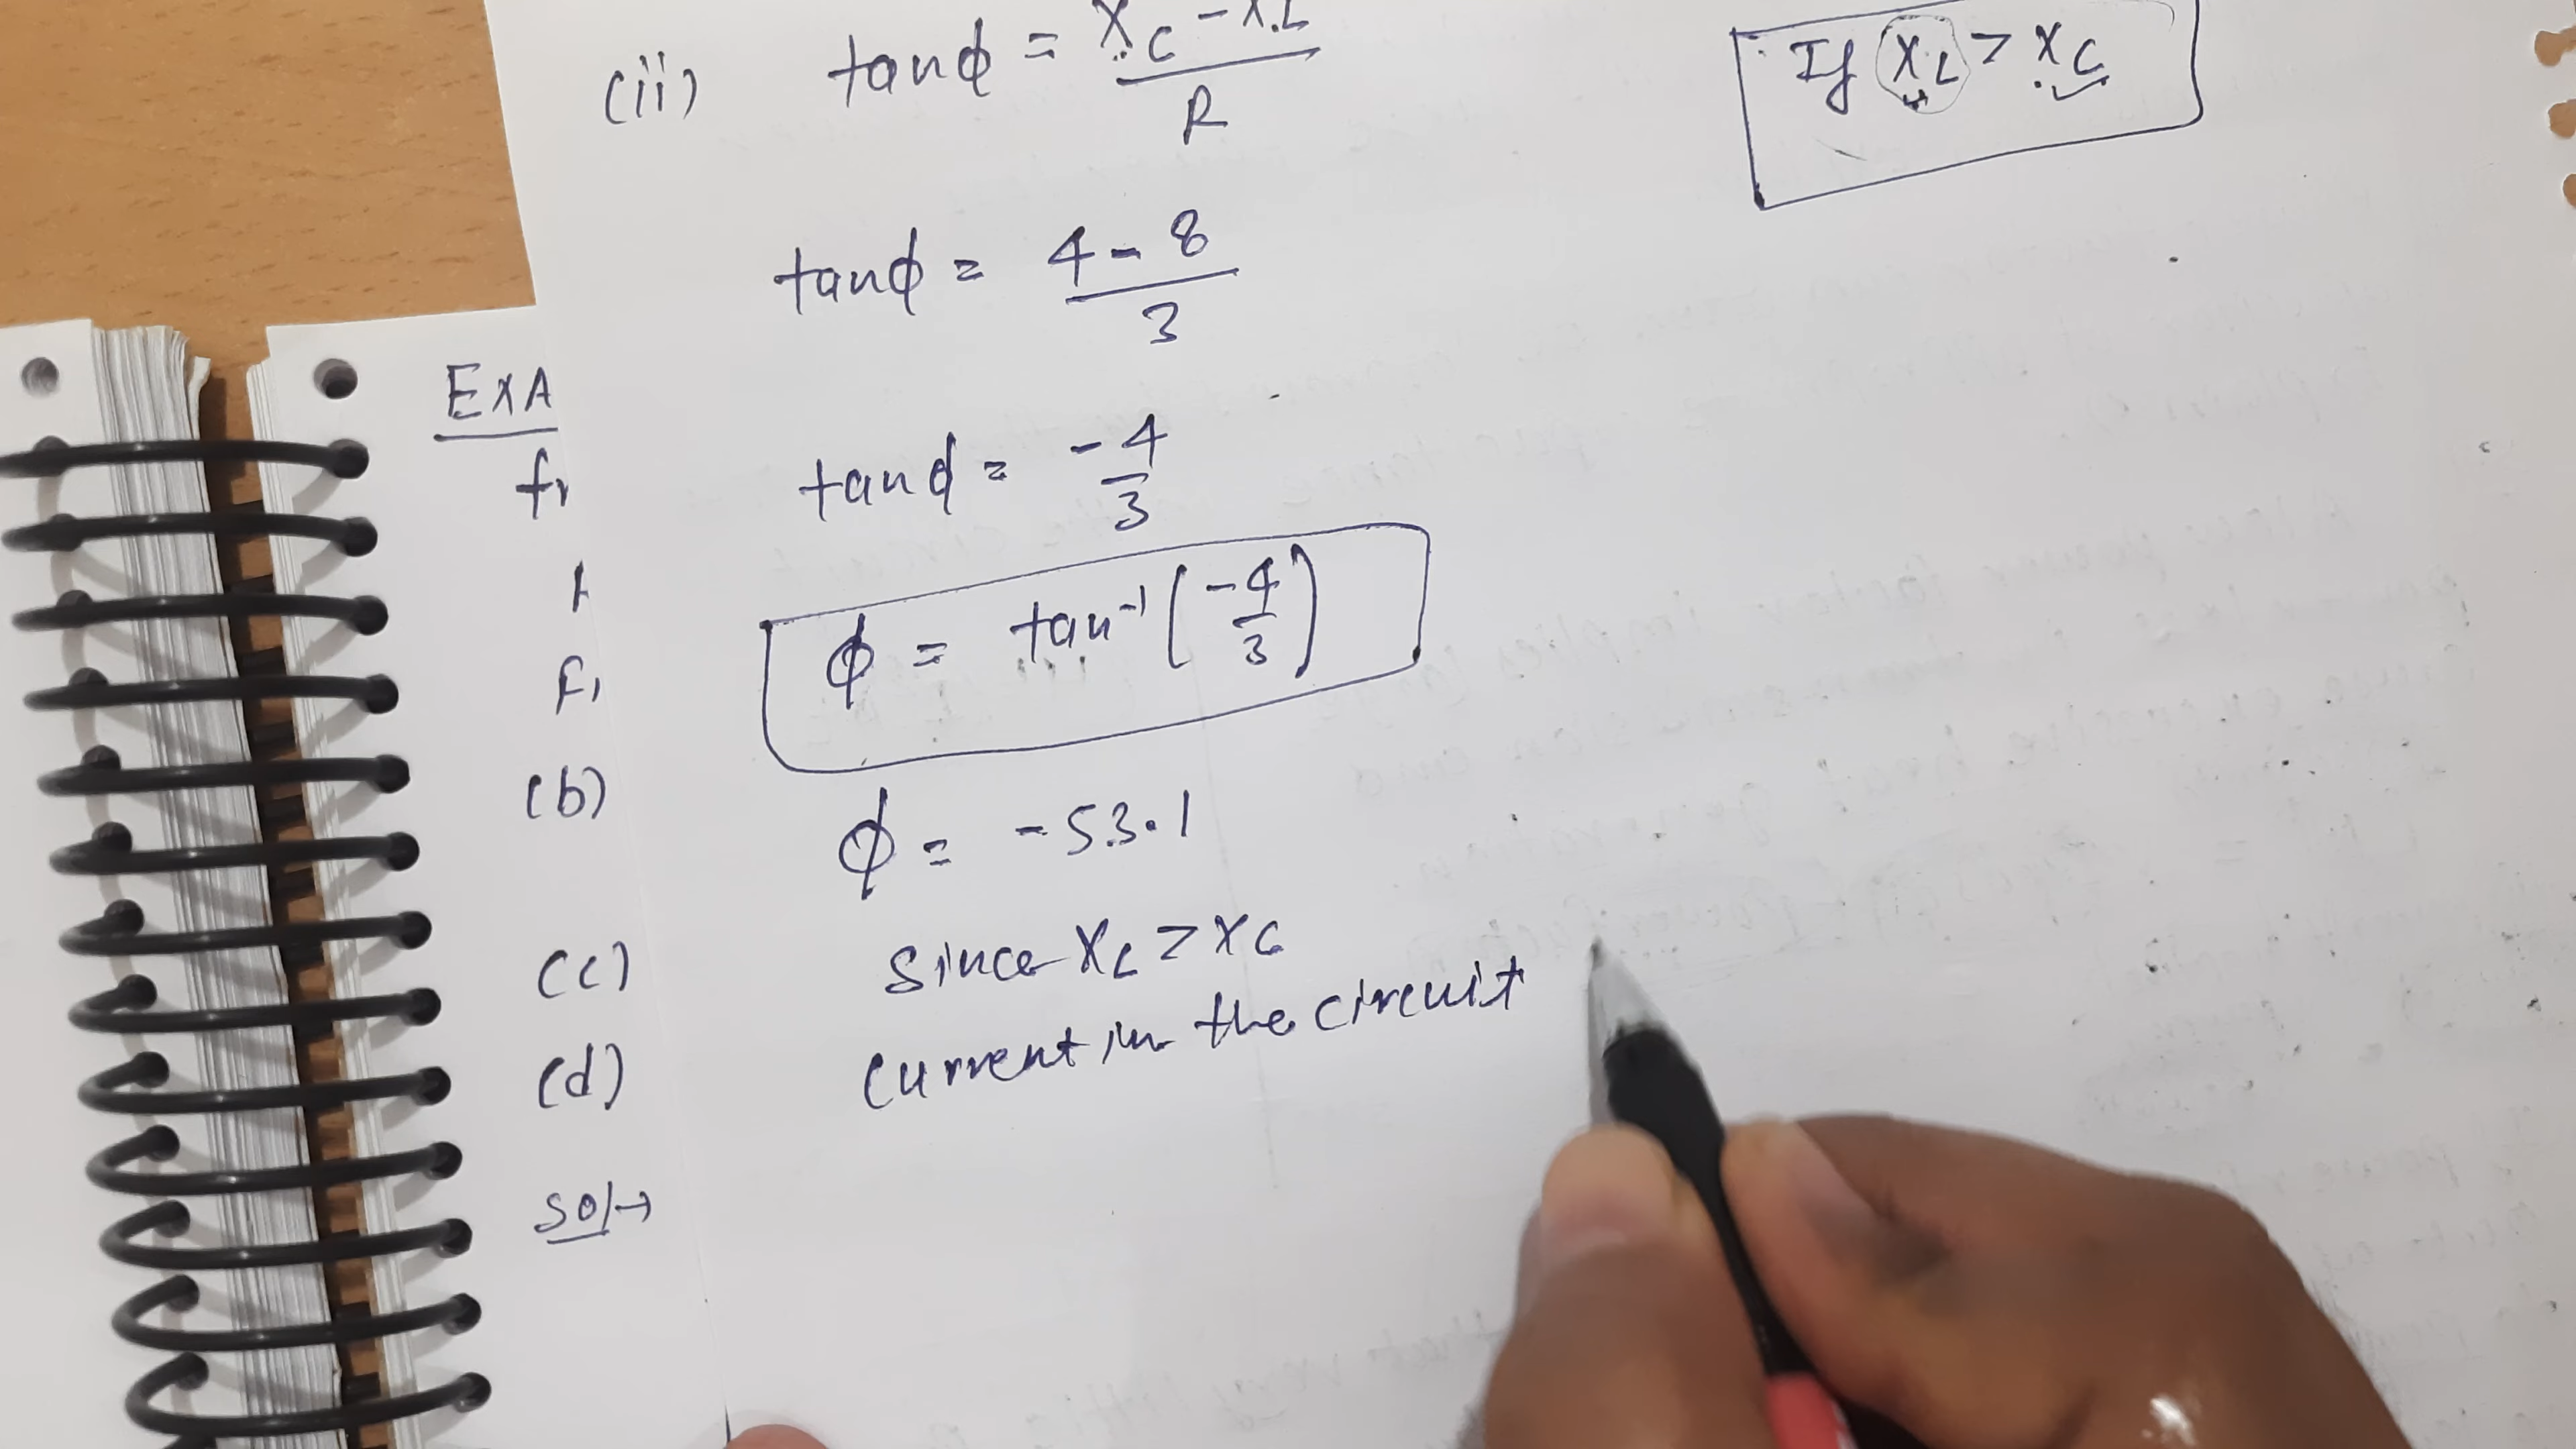 (ii) tanφ = X_C - X_L / R
If X_L > X_C
tanφ = 4 - 8 / 3
tanφ = -4 / 3
φ = tan⁻¹(-4/3)
φ = -53.1
Since X_L > X_C
Current in the circuit
EXA
fr
F,
(b)
(c)
(d)
Sol→